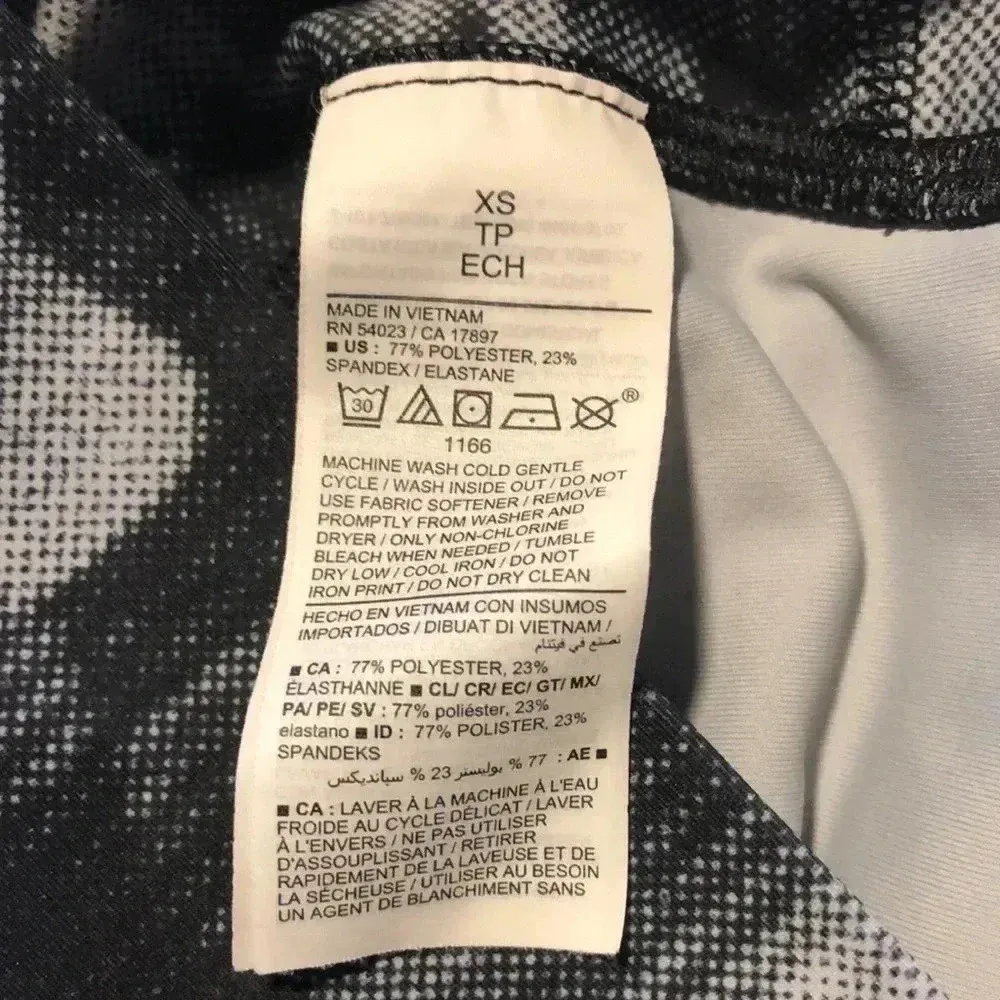 XS
TP
ECH
MADE IN VIETNAM
RN 54023 / CA 17897
■ US : 77% POLYESTER, 23%
SPANDEX / ELASTANE
30 ®
1166
MACHINE WASH COLD GENTLE
CYCLE / WASH INSIDE OUT / DO NOT
USE FABRIC SOFTENER / REMOVE
PROMPTLY FROM WASHER AND
DRYER / ONLY NON-CHLORINE
BLEACH WHEN NEEDED / TUMBLE
DRY LOW / COOL IRON / DO NOT
IRON PRINT / DO NOT DRY CLEAN
HECHO EN VIETNAM CON INSUMOS
IMPORTADOS / DIBUAT DI VIETNAM /
تصنع في فيتنام
■ CA : 77% POLYESTER, 23%
ÉLASTHANNE ■ CL/ CR/ EC/ GT/ MX/
PA/ PE/ SV : 77% poliéster, 23%
elastano ■ ID : 77% POLISTER, 23%
SPANDEKS
■ AE : 77 % بوليستر 23 % سپانديكس
■ CA : LAVER À LA MACHINE À L'EAU
FROIDE AU CYCLE DÉLICAT / LAVER
À L'ENVERS / NE PAS UTILISER
D'ASSOUPLISSANT / RETIRER
RAPIDEMENT DE LA LAVEUSE ET DE
LA SÉCHEUSE / UTILISER AU BESOIN
UN AGENT DE BLANCHIMENT SANS